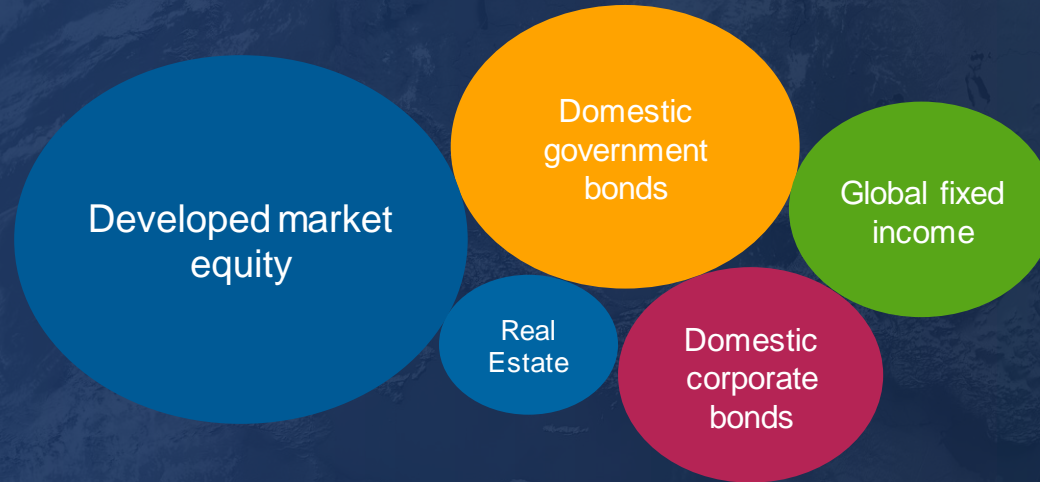 Developed market
equity
Domestic
government
bonds
Global fixed
income
Real
Estate
Domestic
corporate
bonds